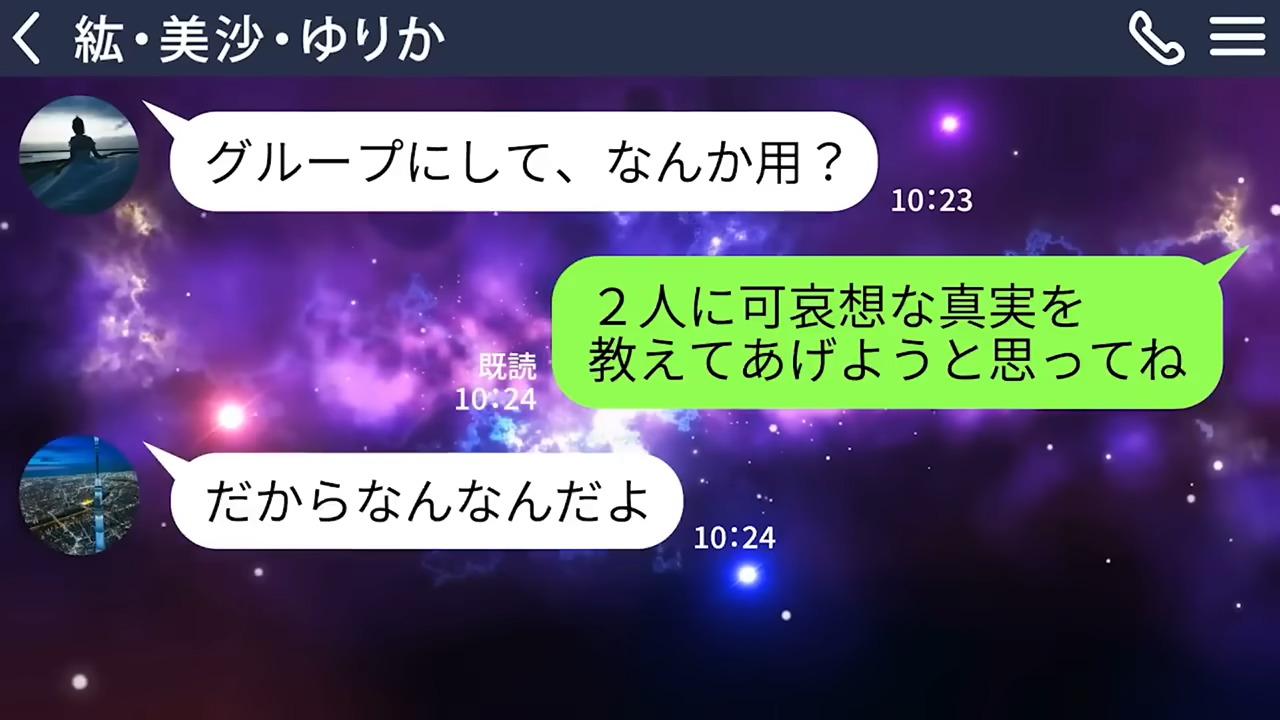 紘・美沙・ゆりか
グループにして、なんか用？
10:23
２人に可哀想な真実を
教えてあげようと思ってね
既読
10:24
だからなんなんだよ
10:24